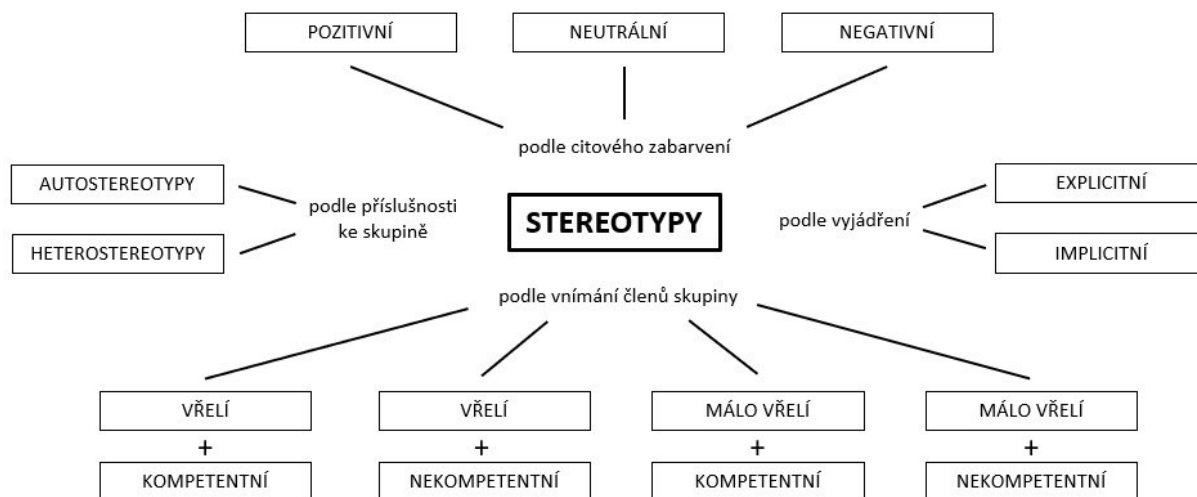 POZITIVNÍ
NEUTRÁLNÍ
NEGATIVNÍ
podle citového zabarvení
AUTOSTEREOTYPY
HETEROSTEREOTYPY
podle příslušnosti
ke skupině
STEREOTYPY
podle vyjádření
EXPLICITNÍ
IMPLICITNÍ
podle vnímání členů skupiny
VŘELÍ
+
KOMPETENTNÍ
VŘELÍ
+
NEKOMPETENTNÍ
MÁLO VŘELÍ
+
KOMPETENTNÍ
MÁLO VŘELÍ
+
NEKOMPETENTNÍ